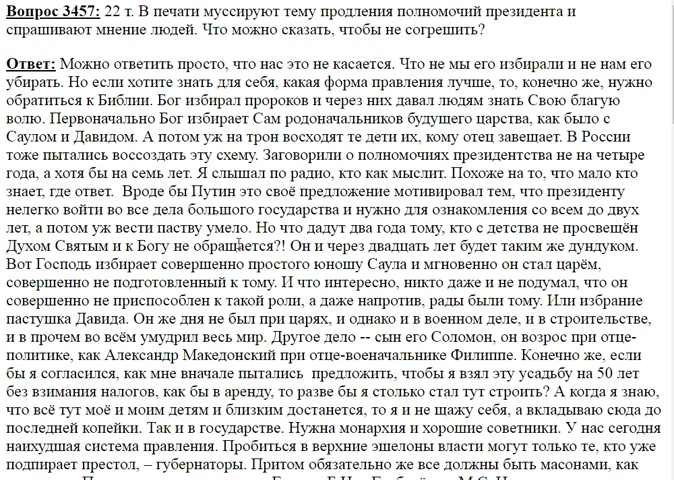 Вопрос 3457: 22 т. В печати муссируют тему продления полномочий президента и
спрашивают мнение людей. Что можно сказать, чтобы не согрешить?
Ответ: Можно ответить просто, что нас это не касается. Что не мы его избирали и не нам его
убирать. Но если хотите знать для себя, какая форма правления лучше, то, конечно же, нужно
обратиться к Библии. Бог избирал пророков и через них давал людям знать Свою благую
волю. Первоначально Бог избирает Сам родоначальников будущего царства, как было с
Саулом и Давидом. А потом уж на трон восходят те дети их, кому отец завещает. В России
тоже пытались воссоздать эту схему. Заговорили о полномочиях президентства не на четыре
года, а хотя бы на семь лет. Я слышал по радио, кто как мыслит. Похоже на то, что мало кто
знает, где ответ. Вроде бы Путин это своё предложение мотивировал тем, что президенту
нелегко войти во все дела большого государства и нужно для ознакомления со всем до двух
лет, а потом уж вести паству умело. Но что дадут два года тому, кто с детства не просвещён
Духом Святым и к Богу не обращается?! Он и через двадцать лет будет таким же дундуком.
Вот Господь избирает совершенно простого юношу Саула и мгновенно он стал царём,
совершенно не подготовленный к тому. И что интересно, никто даже и не подумал, что он
совершенно не приспособлен к такой роли, а даже напротив, рады были тому. Или избрание
пастушка Давида. Он же дня не был при царях, и однако и в военном деле, и в строительстве,
и в прочем во всём умудрил весь мир. Другое дело -- сын его Соломон, он возрос при отце-
политике, как Александр Македонский при отце-военачальнике Филиппе. Конечно же, если
бы я согласился, как мне вначале пытались предложить, чтобы я взял эту усадьбу на 50 лет
без взимания налогов, как бы в аренду, то разве бы я столько стал тут строить? А когда я знаю,
что всё тут моё и моим детям и близким достанется, то я и не щажу себя, а вкладываю сюда до
последней копейки. Так и в государстве. Нужна монархия и хорошие советники. У нас сегодня
наихудшая система правления. Пробиться в верхние эшелоны власти могут только те, кто уже
подпирает престол, – губернаторы. Притом обязательно же все должны быть масонами, как